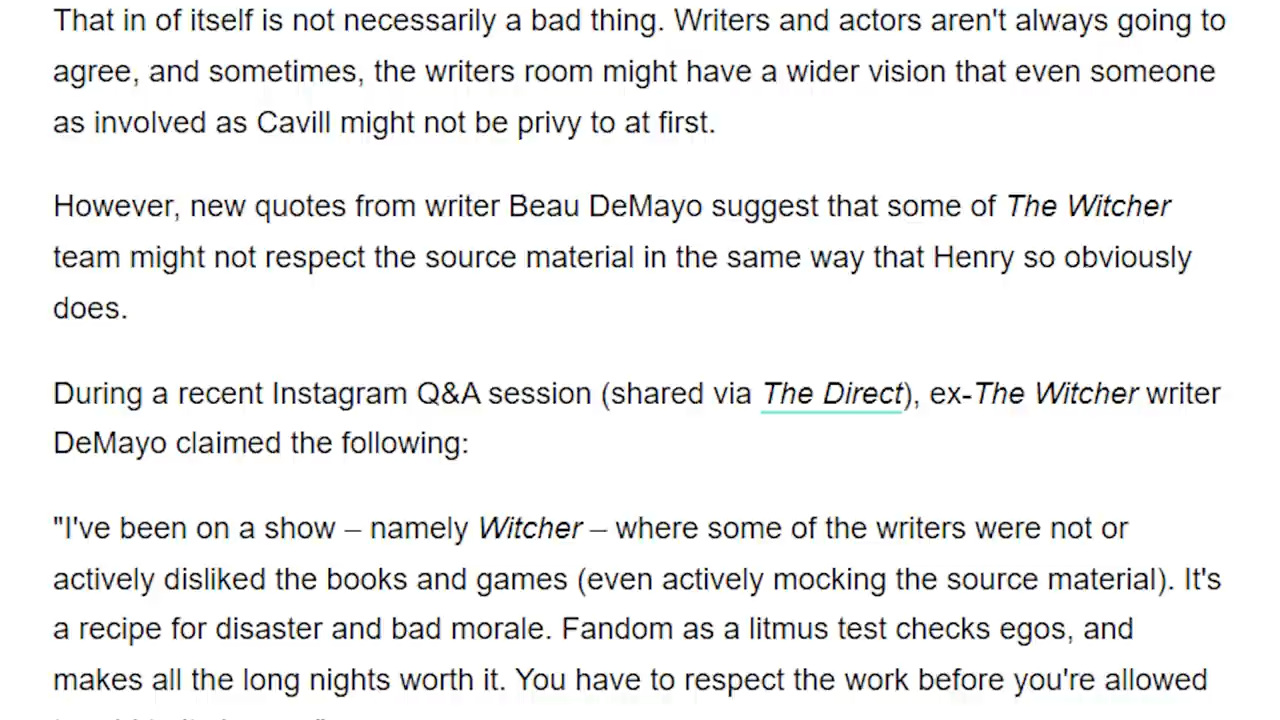 That in of itself is not necessarily a bad thing. Writers and actors aren't always going to
agree, and sometimes, the writers room might have a wider vision that even someone
as involved as Cavill might not be privy to at first.
However, new quotes from writer Beau DeMayo suggest that some of The Witcher
team might not respect the source material in the same way that Henry so obviously
does.
During a recent Instagram Q&A session (shared via The Direct), ex-The Witcher writer
DeMayo claimed the following:
"I've been on a show – namely Witcher – where some of the writers were not or
actively disliked the books and games (even actively mocking the source material). It's
a recipe for disaster and bad morale. Fandom as a litmus test checks egos, and
makes all the long nights worth it. You have to respect the work before you're allowed